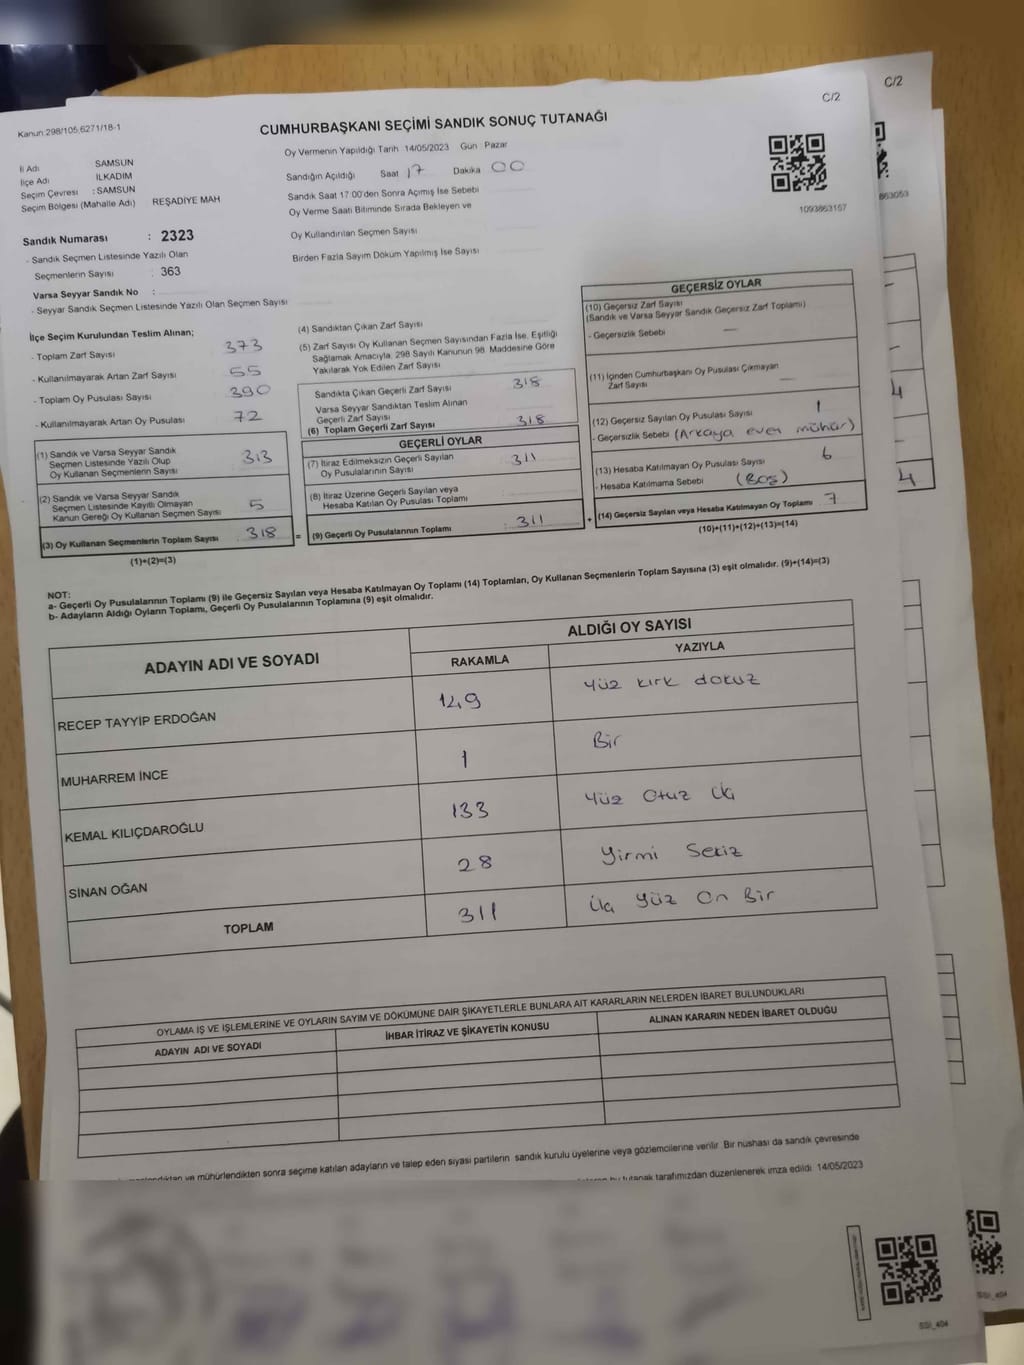 C/2
C/2
Kanun 298/105,6271/18-1
CUMHURBAŞKANI SEÇİMİ SANDIK SONUÇ TUTANAĞI
İl Adı SAMSUN
İlçe Adı İLKADIM
Seçim Çevresi : SAMSUN
Seçim Bölgesi (Mahalle Adı) REŞADİYE MAH
Oy Vermenin Yapıldığı Tarih 14/05/2023 Gün Pazar
Sandığın Açıldığı Saat 17 Dakika 00
Sandık Saat 17.00'den Sonra Açımış İse Sebebi
Oy Verme Saati Bitiminde Sırada Bekleyen ve
Oy Kullandırılan Seçmen Sayısı
Birden Fazla Sayım Döküm Yapılmış İse Sayısı
1093863157
863053
Sandık Numarası : 2323
- Sandık Seçmen Listesinde Yazılı Olan
Seçmenlerin Sayısı : 363
Varsa Seyyar Sandık No :
- Seyyar Sandık Seçmen Listesinde Yazılı Olan Seçmen Sayısı
İlçe Seçim Kurulundan Teslim Alınan;
- Toplam Zarf Sayısı 373
- Kullanılmayarak Artan Zarf Sayısı 55
- Toplam Oy Pusulası Sayısı 390
- Kullanılmayarak Artan Oy Pusulası 72
(1) Sandık ve Varsa Seyyar Sandık
Seçmen Listesinde Yazılı Olup
Oy Kullanan Seçmenlerin Sayısı 313
(2) Sandık ve Varsa Seyyar Sandık
Seçmen Listesinde Kayıtlı Olmayan
Kanun Gereği Oy Kullanan Seçmen Sayısı 5
(3) Oy Kullanan Seçmenlerin Toplam Sayısı : 318
(1)+(2)=(3)
(4) Sandıktan Çıkan Zarf Sayısı
(5) Zarf Sayısı Oy Kullanan Seçmen Sayısından Fazla İse, Eşitliği
Sağlamak Amacıyla, 298 Sayılı Kanunun 98. Maddesine Göre
Yakılarak Yok Edilen Zarf Sayısı
Sandıkta Çıkan Geçerli Zarf Sayısı 318
Varsa Seyyar Sandıktan Teslim Alınan
Geçerli Zarf Sayısı
(6) Toplam Geçerli Zarf Sayısı 318
GEÇERLİ OYLAR
(7) İtiraz Edilmeksizin Geçerli Sayılan
Oy Pusulalarının Sayısı 311
(8) İtiraz Üzerine Geçerli Sayılan veya
Hesaba Katılan Oy Pusulası Toplamı
= (9) Geçerli Oy Pusulalarının Toplamı 311 +
GEÇERSİZ OYLAR
(10) Geçersiz Zarf Sayısı
(Sandık ve Varsa Seyyar Sandık Geçersiz Zarf Toplamı)
- Geçersizlik Sebebi —
(11) İçinden Cumhurbaşkanı Oy Pusulası Çıkmayan
Zarf Sayısı —
(12) Geçersiz Sayılan Oy Pusulası Sayısı 1
- Geçersizlik Sebebi (Arkaya even mühür)
(13) Hesaba Katılmayan Oy Pusulası Sayısı 6
- Hesaba Katılmama Sebebi (Boş)
(14) Geçersiz Sayılan veya Hesaba Katılmayan Oy Toplamı 7
(10)+(11)+(12)+(13)=(14)
4
4
NOT:
a- Geçerli Oy Pusulalarının Toplamı (9) ile Geçersiz Sayılan veya Hesaba Katılmayan Oy Toplamı (14) Toplamları, Oy Kullanan Seçmenlerin Toplam Sayısına (3) eşit olmalıdır. (9)+(14)=(3)
b- Adayların Aldığı Oyların Toplamı, Geçerli Oy Pusulalarının Toplamına (9) eşit olmalıdır.
ADAYIN ADI VE SOYADI
ALDIĞI OY SAYISI
RAKAMLA YAZIYLA
RECEP TAYYİP ERDOĞAN 149 Yüz kırk dokuz
MUHARREM İNCE 1 Bir
KEMAL KILIÇDAROĞLU 133 Yüz Otuz Üç
SİNAN OĞAN 28 Yirmi Sekiz
TOPLAM 311 Üç Yüz On Bir
OYLAMA İŞ VE İŞLEMLERİNE VE OYLARIN SAYIM VE DÖKÜMÜNE DAİR ŞİKAYETLERLE BUNLARA AİT KARARLARIN NELERDEN İBARET BULUNDUKLARI
ADAYIN ADI VE SOYADI İHBAR İTİRAZ VE ŞİKAYETİN KONUSU ALINAN KARARIN NEDEN İBARET OLDUĞU
ve mühürlendikten sonra seçime katılan adayların ve talep eden siyasi partilerin sandık kurulu üyelerine veya gözlemcilerine verilir. Bir nüshası da sandık çevresinde
bu tutanak tarafımızdan düzenlenerek imza edildi. 14/05/2023
SSI_404
SSI_404